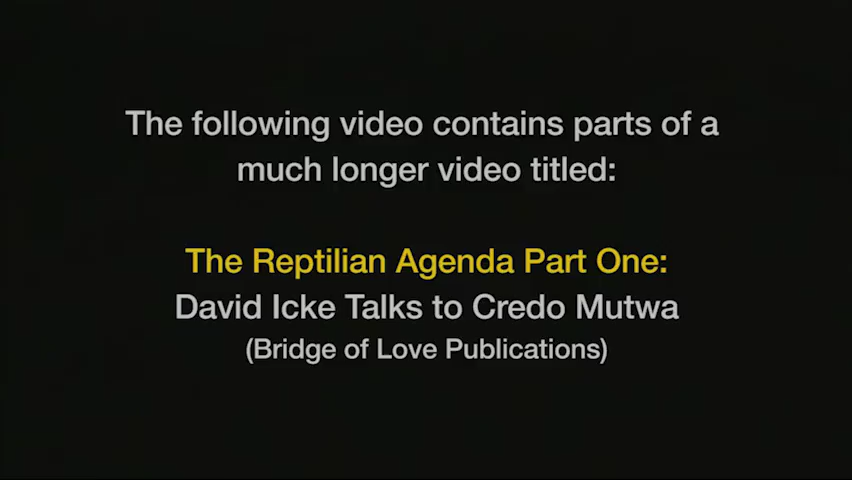 The following video contains parts of a
much longer video titled:
The Reptilian Agenda Part One:
David Icke Talks to Credo Mutwa
(Bridge of Love Publications)